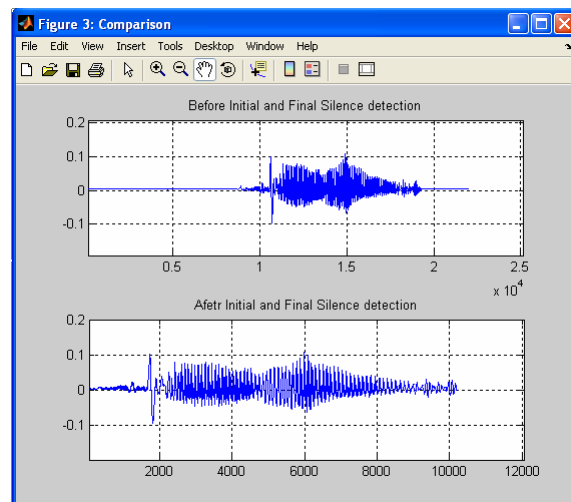 Figure 3: Comparison
File Edit View Insert Tools Desktop Window Help
Before Initial and Final Silence detection
0.2
0.1
0
-0.1
0.5 1 1.5 2 2.5
x 10⁴
Afetr Initial and Final Silence detection
0.2
0.1
0
-0.1
2000 4000 6000 8000 10000 12000